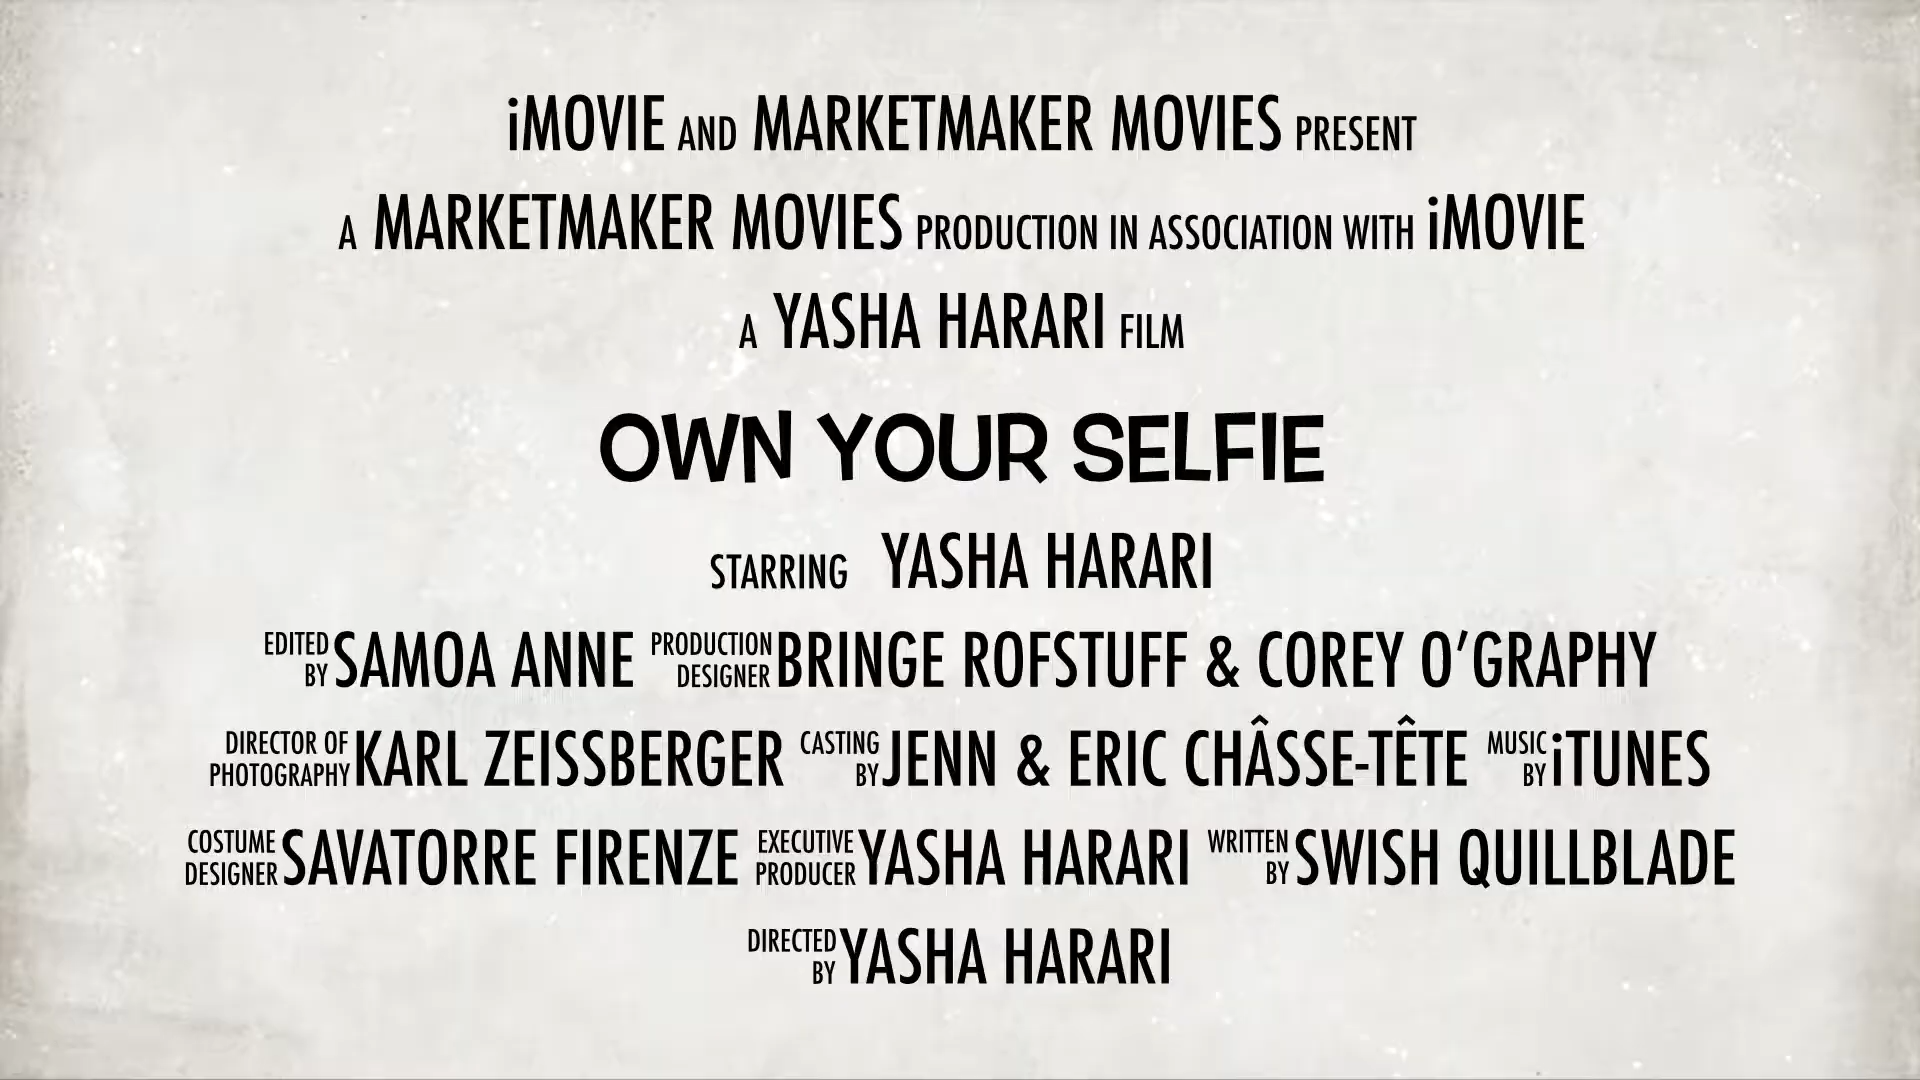 iMOVIE AND MARKETMAKER MOVIES PRESENT
A MARKETMAKER MOVIES PRODUCTION IN ASSOCIATION WITH iMOVIE
A YASHA HARARI FILM
OWN YOUR SELFIE
STARRING YASHA HARARI
EDITED BY SAMOA ANNE PRODUCTION DESIGNER BRINGE ROFSTUFF & COREY O’GRAPHY
DIRECTOR OF PHOTOGRAPHY KARL ZEISSBERGER CASTING BY JENN & ERIC CHÂSSE-TÊTE MUSIC BY iTUNES
COSTUME DESIGNER SAVATORRE FIRENZE EXECUTIVE PRODUCER YASHA HARARI WRITTEN BY SWISH QUILLBLADE
DIRECTED BY YASHA HARARI